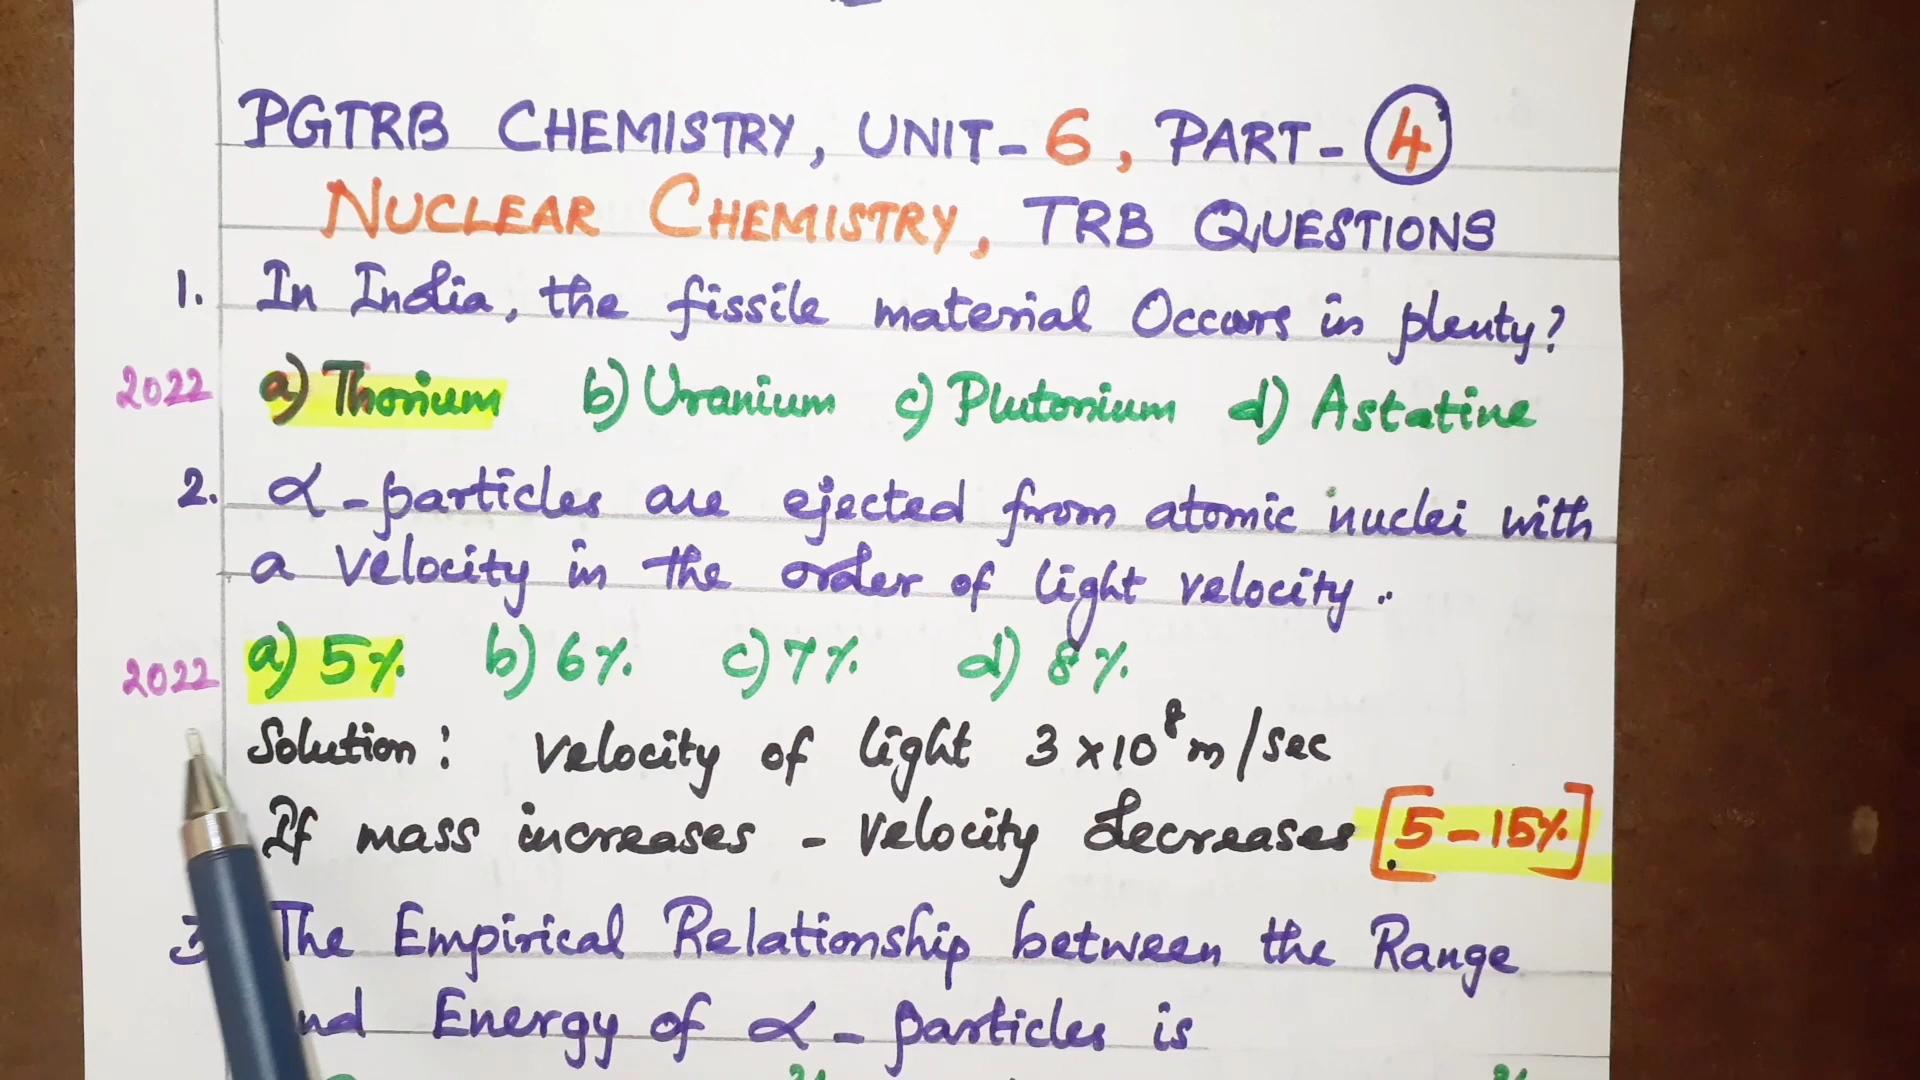 PGTRB CHEMISTRY, UNIT-6, PART-4
NUCLEAR CHEMISTRY, TRB QUESTIONS
1. In India, the fissile material Occurs in plenty?
2022 a) Thorium b) Uranium c) Plutonium d) Astatine
2. α-particles are ejected from atomic nuclei with
a velocity in the order of light velocity..
2022 a) 5% b) 6% c) 7% d) 8%
Solution: Velocity of light 3×10⁸ m/sec
If mass increases - Velocity decreases [5-15%]
3 The Empirical Relationship between the Range
Energy of α-particles is